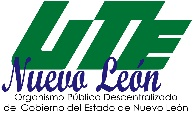 UTE
Nuevo León
Organismo Público Descentralizado
del Gobierno del Estado de Nuevo León